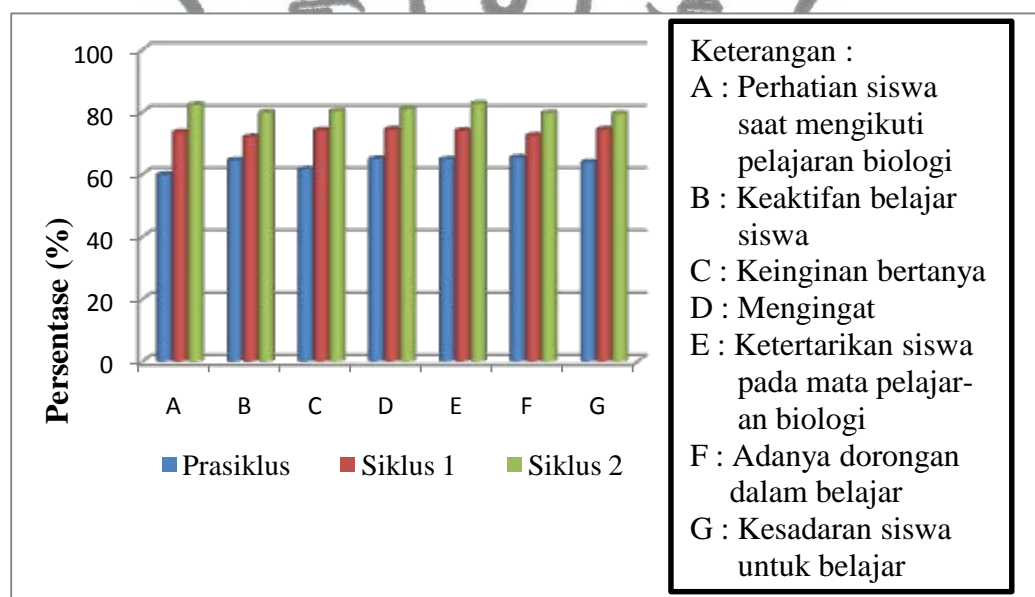 100
80
60
40
20
0
Persentase (%)
A B C D E F G
Prasiklus Siklus 1 Siklus 2
Keterangan :
A : Perhatian siswa
saat mengikuti
pelajaran biologi
B : Keaktifan belajar
siswa
C : Keinginan bertanya
D : Mengingat
E : Ketertarikan siswa
pada mata pelajar-
an biologi
F : Adanya dorongan
dalam belajar
G : Kesadaran siswa
untuk belajar